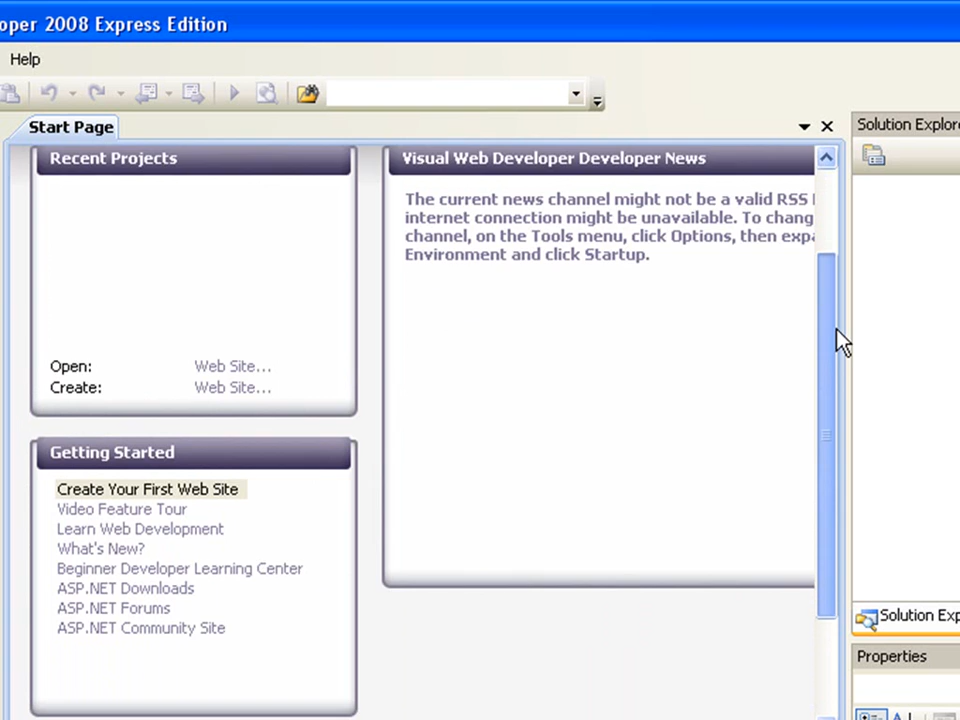 oper 2008 Express Edition
Help
Start Page
Solution Explore
Recent Projects
Visual Web Developer Developer News
The current news channel might not be a valid RSS
internet connection might be unavailable. To chang
channel, on the Tools menu, click Options, then expa
Environment and click Startup.
Open: Web Site...
Create: Web Site...
Getting Started
Create Your First Web Site
Video Feature Tour
Learn Web Development
What's New?
Beginner Developer Learning Center
ASP.NET Downloads
ASP.NET Forums
ASP.NET Community Site
Solution Exp
Properties